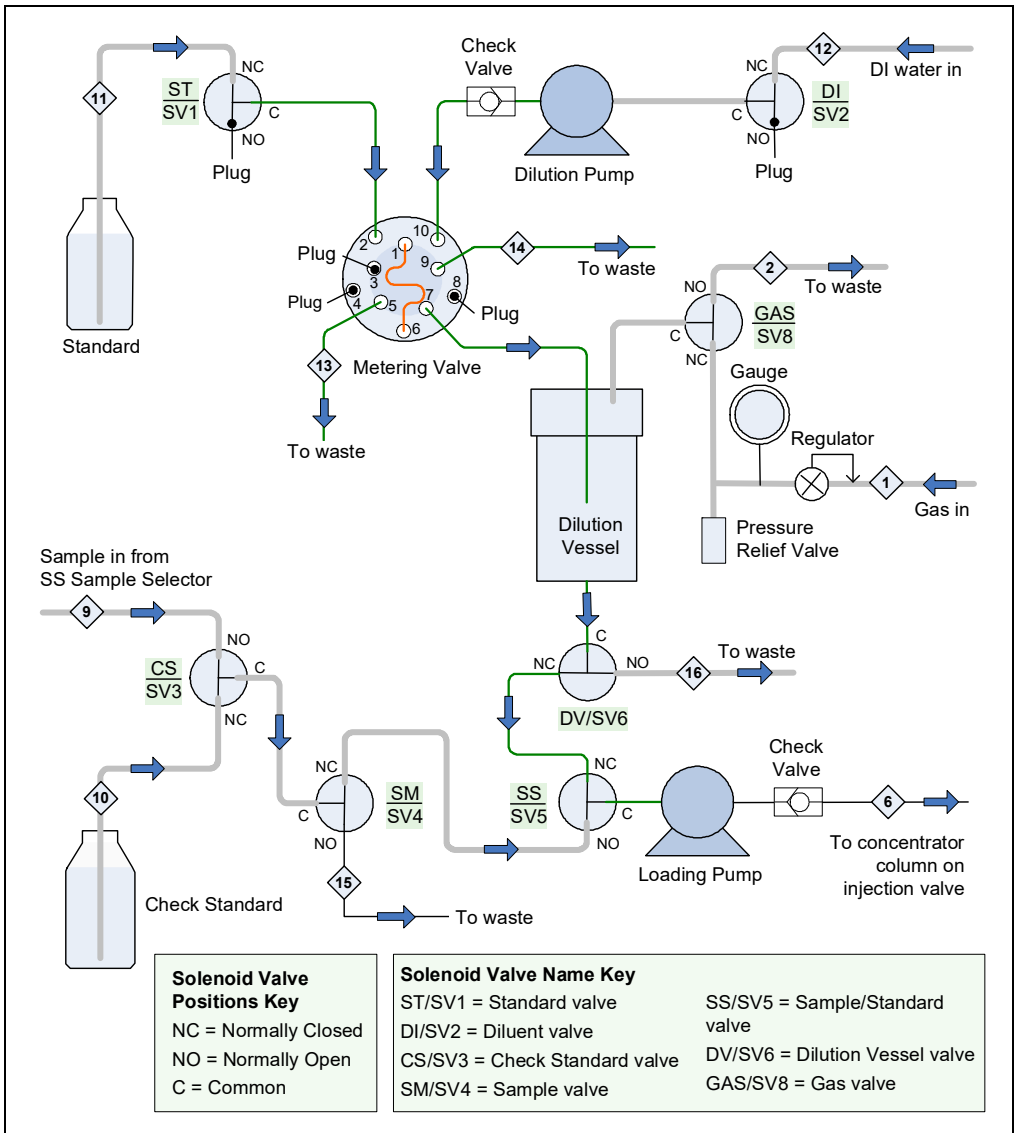 Check
Valve
12
NC
NC
DI water in
11
ST
SV1
C
DI
SV2
C
NO
NO
Plug
Dilution Pump
Plug
2
10
1
14
Plug
9
To waste
3
8
2
NO
To waste
Plug
4
5
7
Plug
GAS
SV8
C
6
NC
Standard
13
Metering Valve
Gauge
To waste
Regulator
1
Gas in
Dilution
Vessel
Pressure
Relief Valve
Sample in from
SS Sample Selector
9
NO
C
To waste
CS
SV3
C
NC
NO
16
NC
DV/SV6
Check
Valve
10
NC
NC
SM
SV4
SS
SV5
6
C
C
NO
NO
To concentrator
column on
injection valve
Loading Pump
15
Check Standard
To waste
Solenoid Valve
Positions Key
NC = Normally Closed
NO = Normally Open
C = Common
Solenoid Valve Name Key
ST/SV1 = Standard valve
DI/SV2 = Diluent valve
CS/SV3 = Check Standard valve
SM/SV4 = Sample valve
SS/SV5 = Sample/Standard
valve
DV/SV6 = Dilution Vessel valve
GAS/SV8 = Gas valve